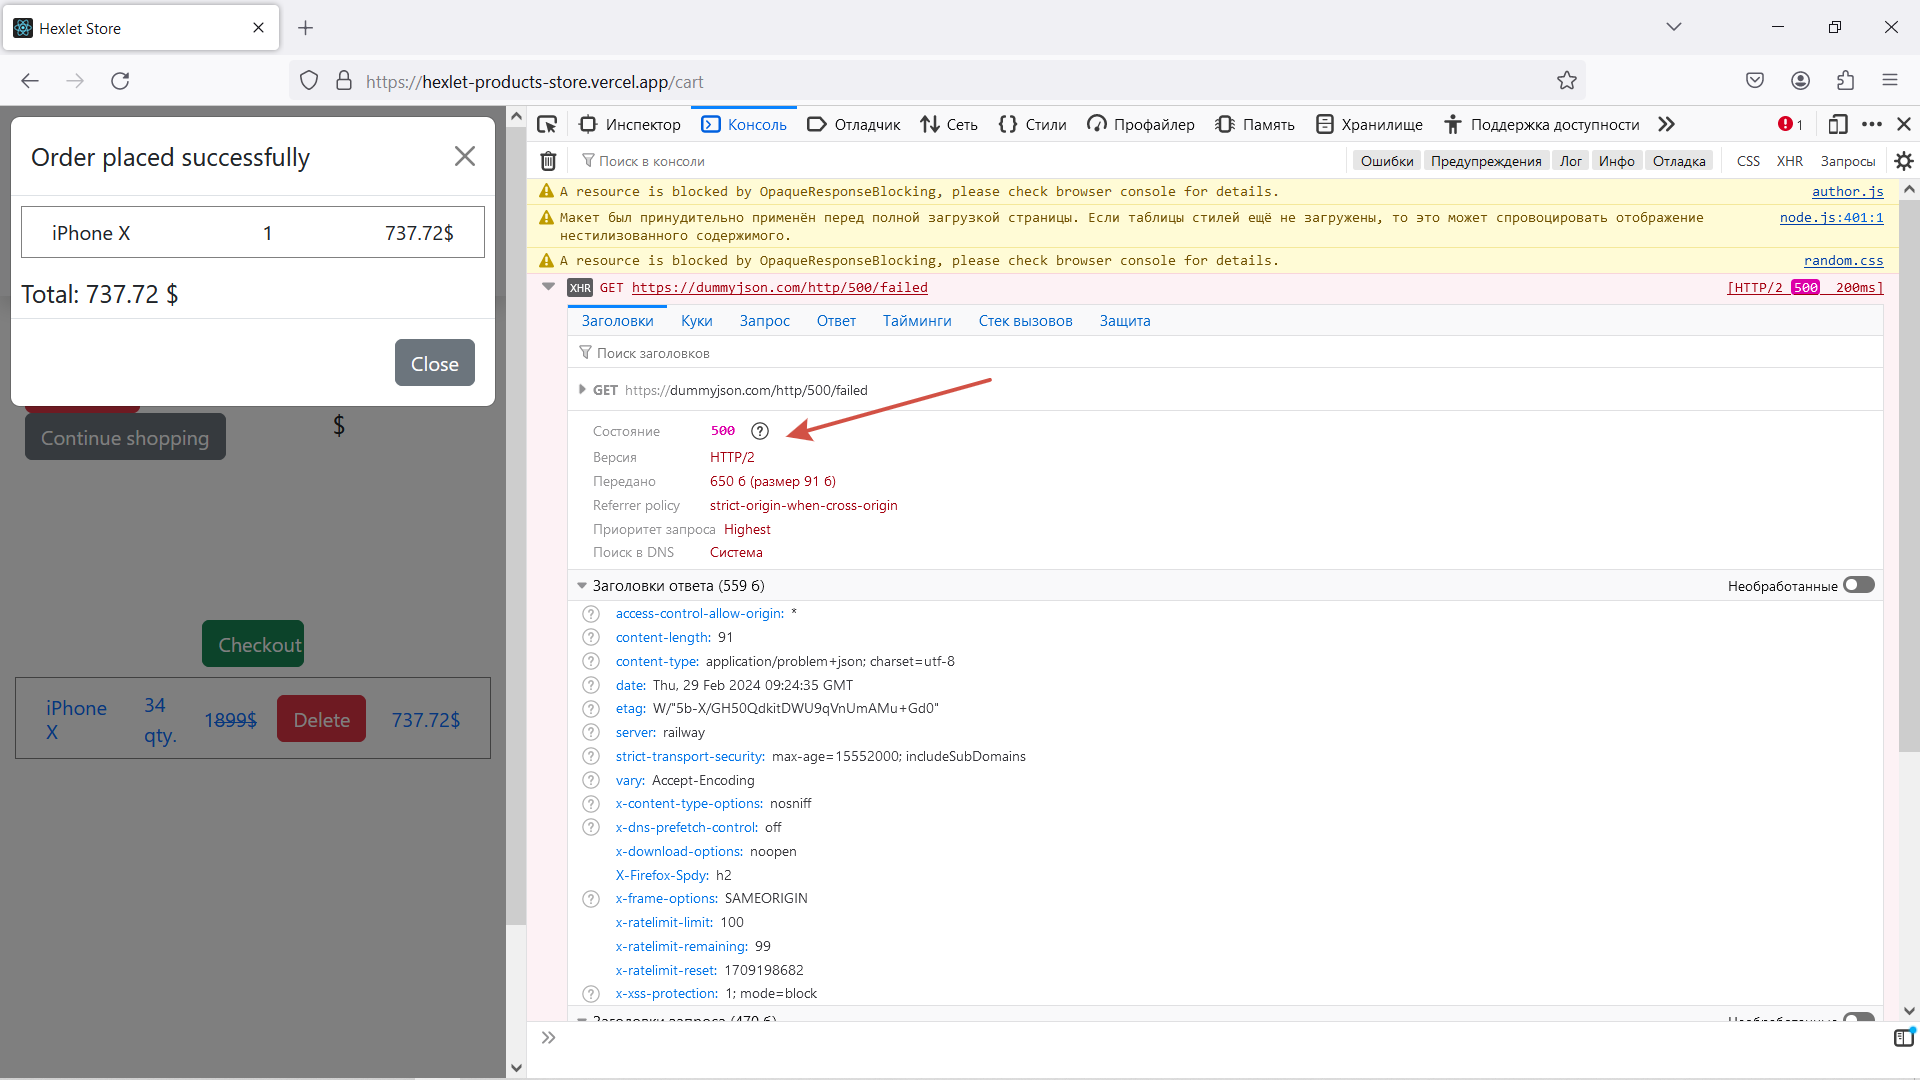 Hexlet Store
https://hexlet-products-store.vercel.app/cart
Order placed successfully
iPhone X 1 737.72$
Total: 737.72 $
Close
Continue shopping
$
Checkout
iPhone X 34 qty. 1899$ Delete 737.72$
Инспектор Консоль Отладчик Сеть Стили Профайлер Память Хранилище Поддержка доступности 1
Поиск в консоли Ошибки Предупреждения Лог Инфо Отладка CSS XHR Запросы
A resource is blocked by OpaqueResponseBlocking, please check browser console for details. author.js
Макет был принудительно применён перед полной загрузкой страницы. Если таблицы стилей ещё не загружены, то это может спровоцировать отображение node.js:401:1
нестилизованного содержимого.
A resource is blocked by OpaqueResponseBlocking, please check browser console for details. random.css
XHR GET https://dummyjson.com/http/500/failed [HTTP/2 500 200ms]
Заголовки Куки Запрос Ответ Тайминги Стек вызовов Защита
Поиск заголовков
GET https://dummyjson.com/http/500/failed
Состояние 500 ?
Версия HTTP/2
Передано 650 б (размер 91 б)
Referrer policy strict-origin-when-cross-origin
Приоритет запроса Highest
Поиск в DNS Система
Заголовки ответа (559 б) Необработанные
? access-control-allow-origin: *
? content-length: 91
? content-type: application/problem+json; charset=utf-8
? date: Thu, 29 Feb 2024 09:24:35 GMT
? etag: W/"5b-X/GH50QdkitDWU9qVnUmAMu+Gd0"
? server: railway
? strict-transport-security: max-age=15552000; includeSubDomains
? vary: Accept-Encoding
? x-content-type-options: nosniff
? x-dns-prefetch-control: off
x-download-options: noopen
X-Firefox-Spdy: h2
? x-frame-options: SAMEORIGIN
x-ratelimit-limit: 100
x-ratelimit-remaining: 99
x-ratelimit-reset: 1709198682
? x-xss-protection: 1; mode=block
Заголовки запроса (470 б) Необработанные